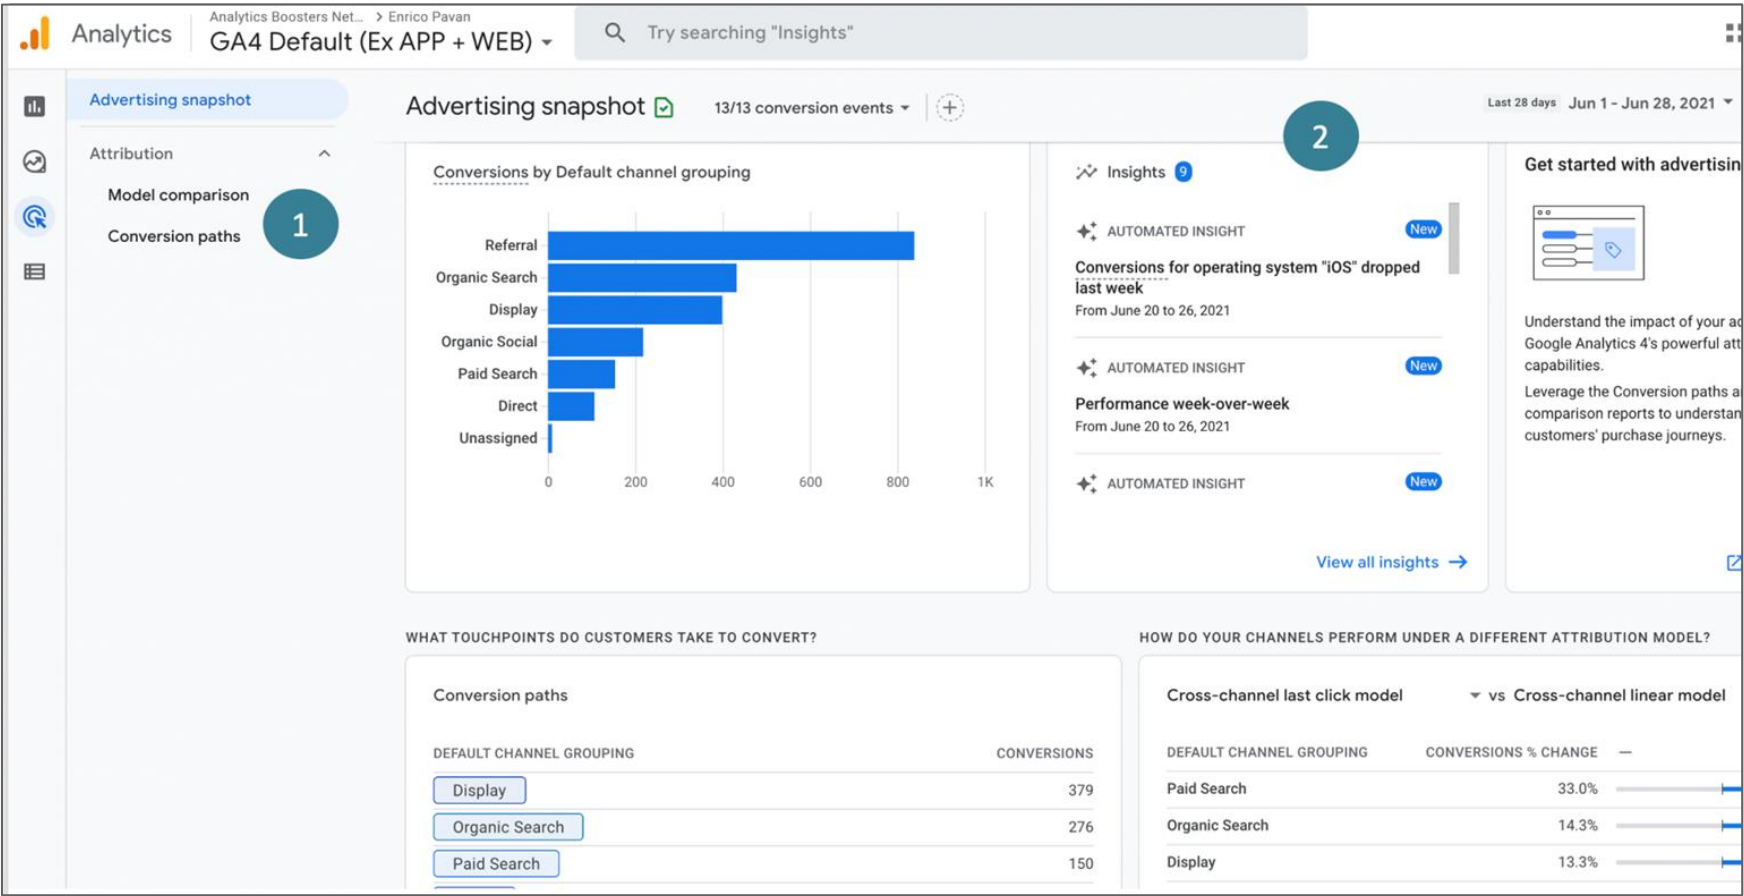 Analytics
Analytics Boosters Net... > Enrico Pavan
GA4 Default (Ex APP + WEB)
Try searching "Insights"
Advertising snapshot
Attribution
Model comparison
Conversion paths
1
Advertising snapshot
13/13 conversion events
2
Last 28 days Jun 1 - Jun 28, 2021
Conversions by Default channel grouping
Referral
Organic Search
Display
Organic Social
Paid Search
Direct
Unassigned
0 200 400 600 800 1K
Insights 9
AUTOMATED INSIGHT New
Conversions for operating system "iOS" dropped
last week
From June 20 to 26, 2021
AUTOMATED INSIGHT New
Performance week-over-week
From June 20 to 26, 2021
AUTOMATED INSIGHT New
View all insights →
Get started with advertisin
Understand the impact of your
Google Analytics 4's powerful att
capabilities.
Leverage the Conversion paths a
comparison reports to understan
customers' purchase journeys.
WHAT TOUCHPOINTS DO CUSTOMERS TAKE TO CONVERT?
Conversion paths
DEFAULT CHANNEL GROUPING CONVERSIONS
Display 379
Organic Search 276
Paid Search 150
HOW DO YOUR CHANNELS PERFORM UNDER A DIFFERENT ATTRIBUTION MODEL?
Cross-channel last click model vs Cross-channel linear model
DEFAULT CHANNEL GROUPING CONVERSIONS % CHANGE —
Paid Search 33.0%
Organic Search 14.3%
Display 13.3%